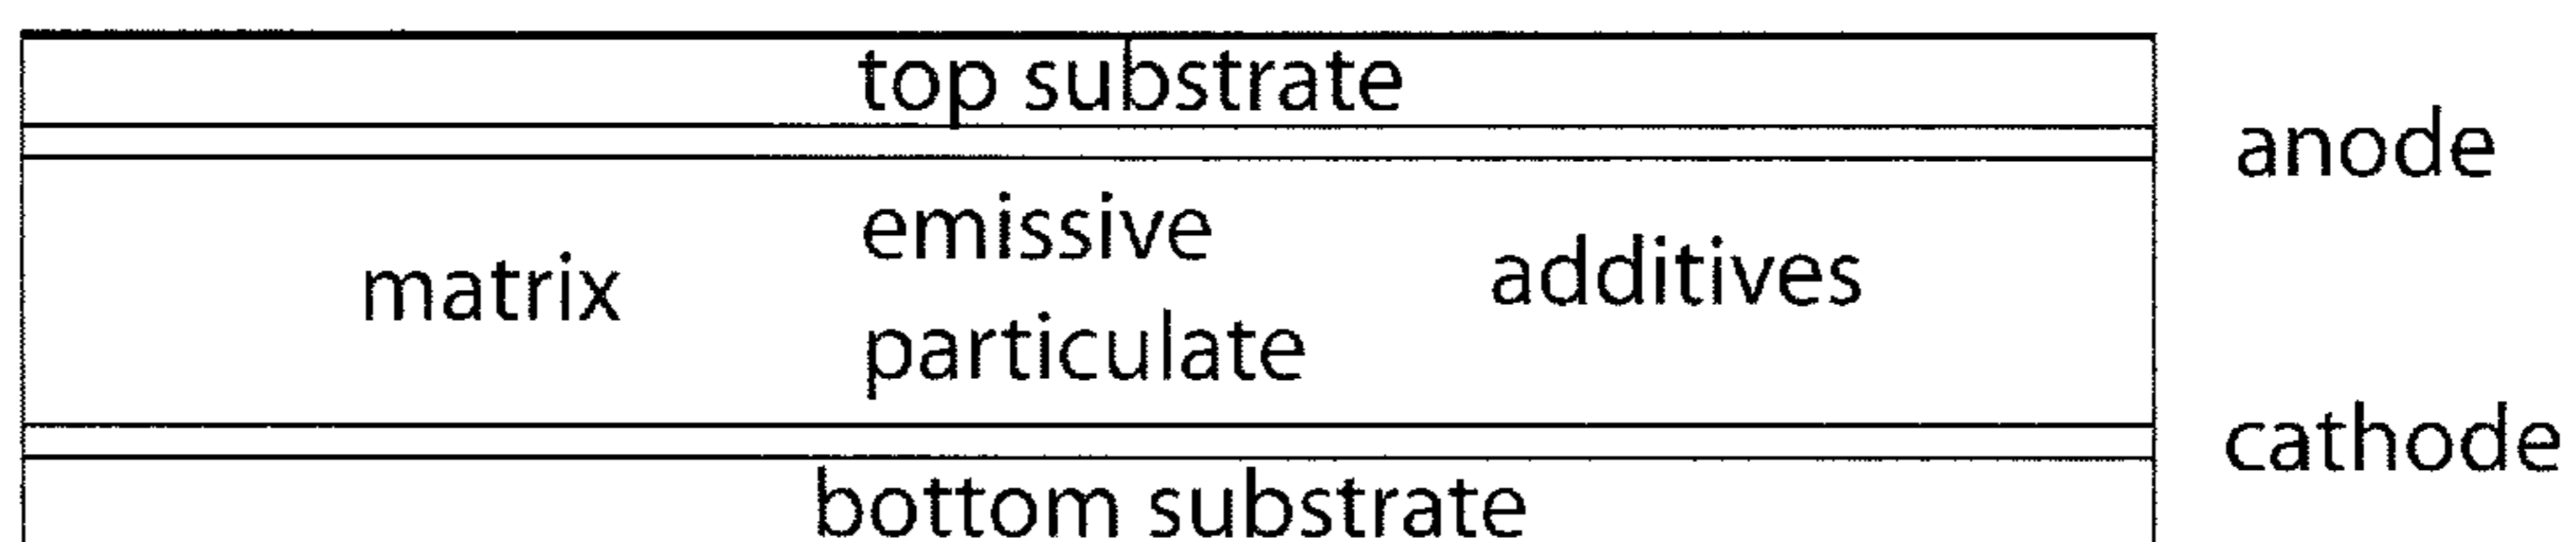 top substrate
anode
emissive
matrix
additives
particulate
cathode
bottom substrate